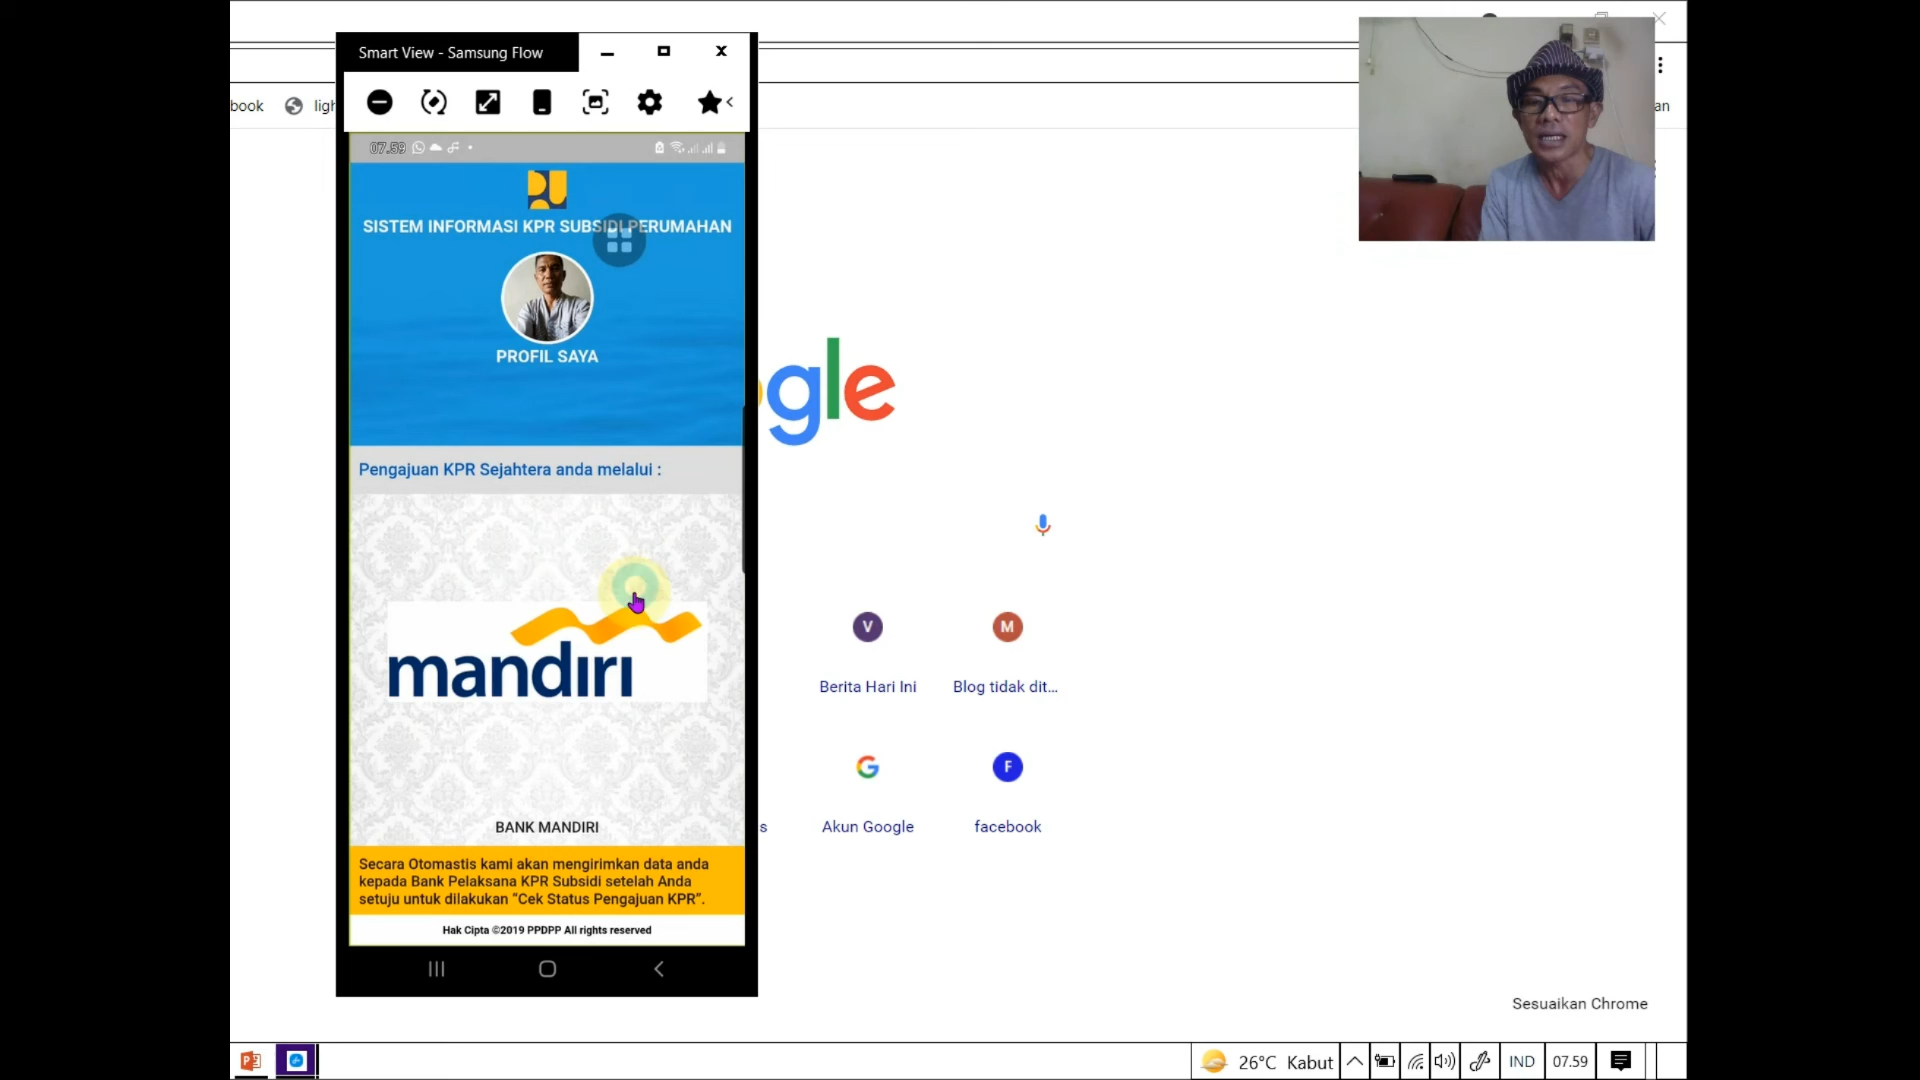 Smart View - Samsung Flow
book
ligh
an
07.59
SISTEM INFORMASI KPR SUBSIDI PERUMAHAN
PROFIL SAYA
gle
Pengajuan KPR Sejahtera anda melalui :
mandiri
BANK MANDIRI
Secara Otomastis kami akan mengirimkan data anda
kepada Bank Pelaksana KPR Subsidi setelah Anda
setuju untuk dilakukan “Cek Status Pengajuan KPR”.
Hak Cipta ©2019 PPDPP All rights reserved
V
M
Berita Hari Ini
Blog tidak dit...
F
s
Akun Google
facebook
Sesuaikan Chrome
26°C Kabut
IND
07.59